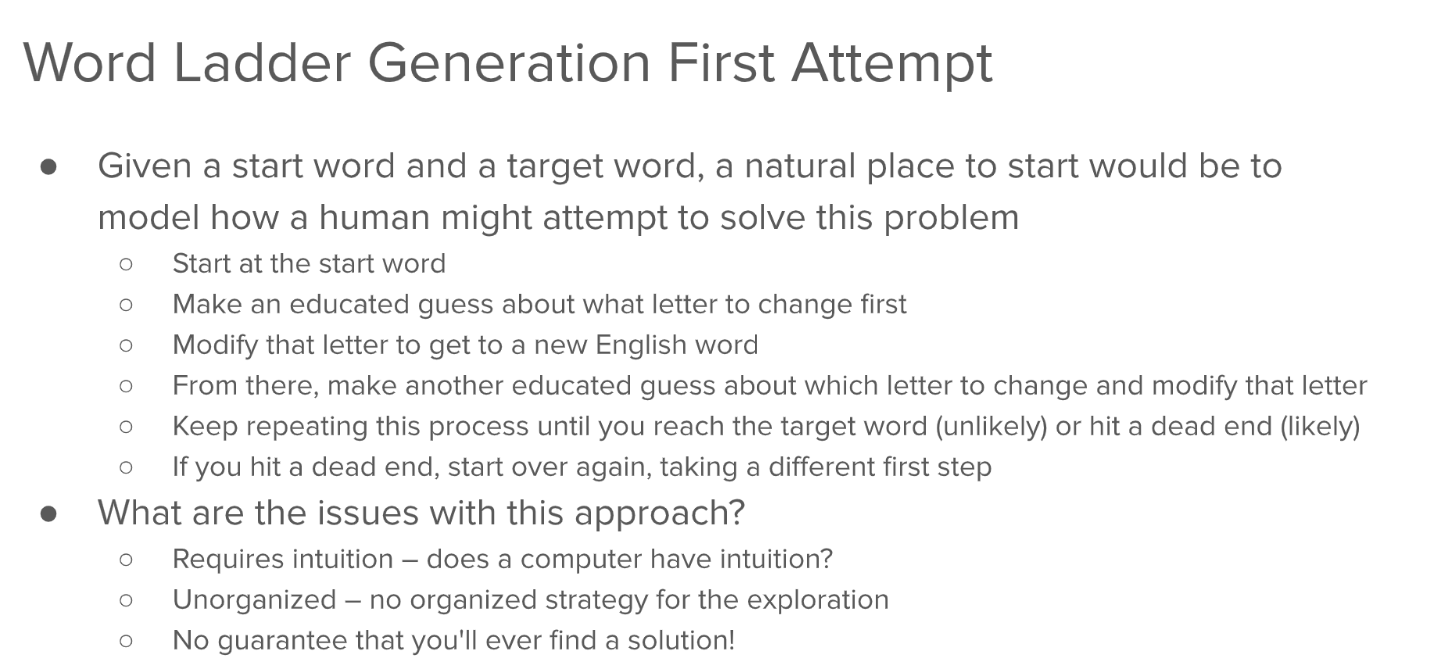 Word Ladder Generation First Attempt
● Given a start word and a target word, a natural place to start would be to
model how a human might attempt to solve this problem
○ Start at the start word
○ Make an educated guess about what letter to change first
○ Modify that letter to get to a new English word
○ From there, make another educated guess about which letter to change and modify that letter
○ Keep repeating this process until you reach the target word (unlikely) or hit a dead end (likely)
○ If you hit a dead end, start over again, taking a different first step
● What are the issues with this approach?
○ Requires intuition – does a computer have intuition?
○ Unorganized – no organized strategy for the exploration
○ No guarantee that you'll ever find a solution!